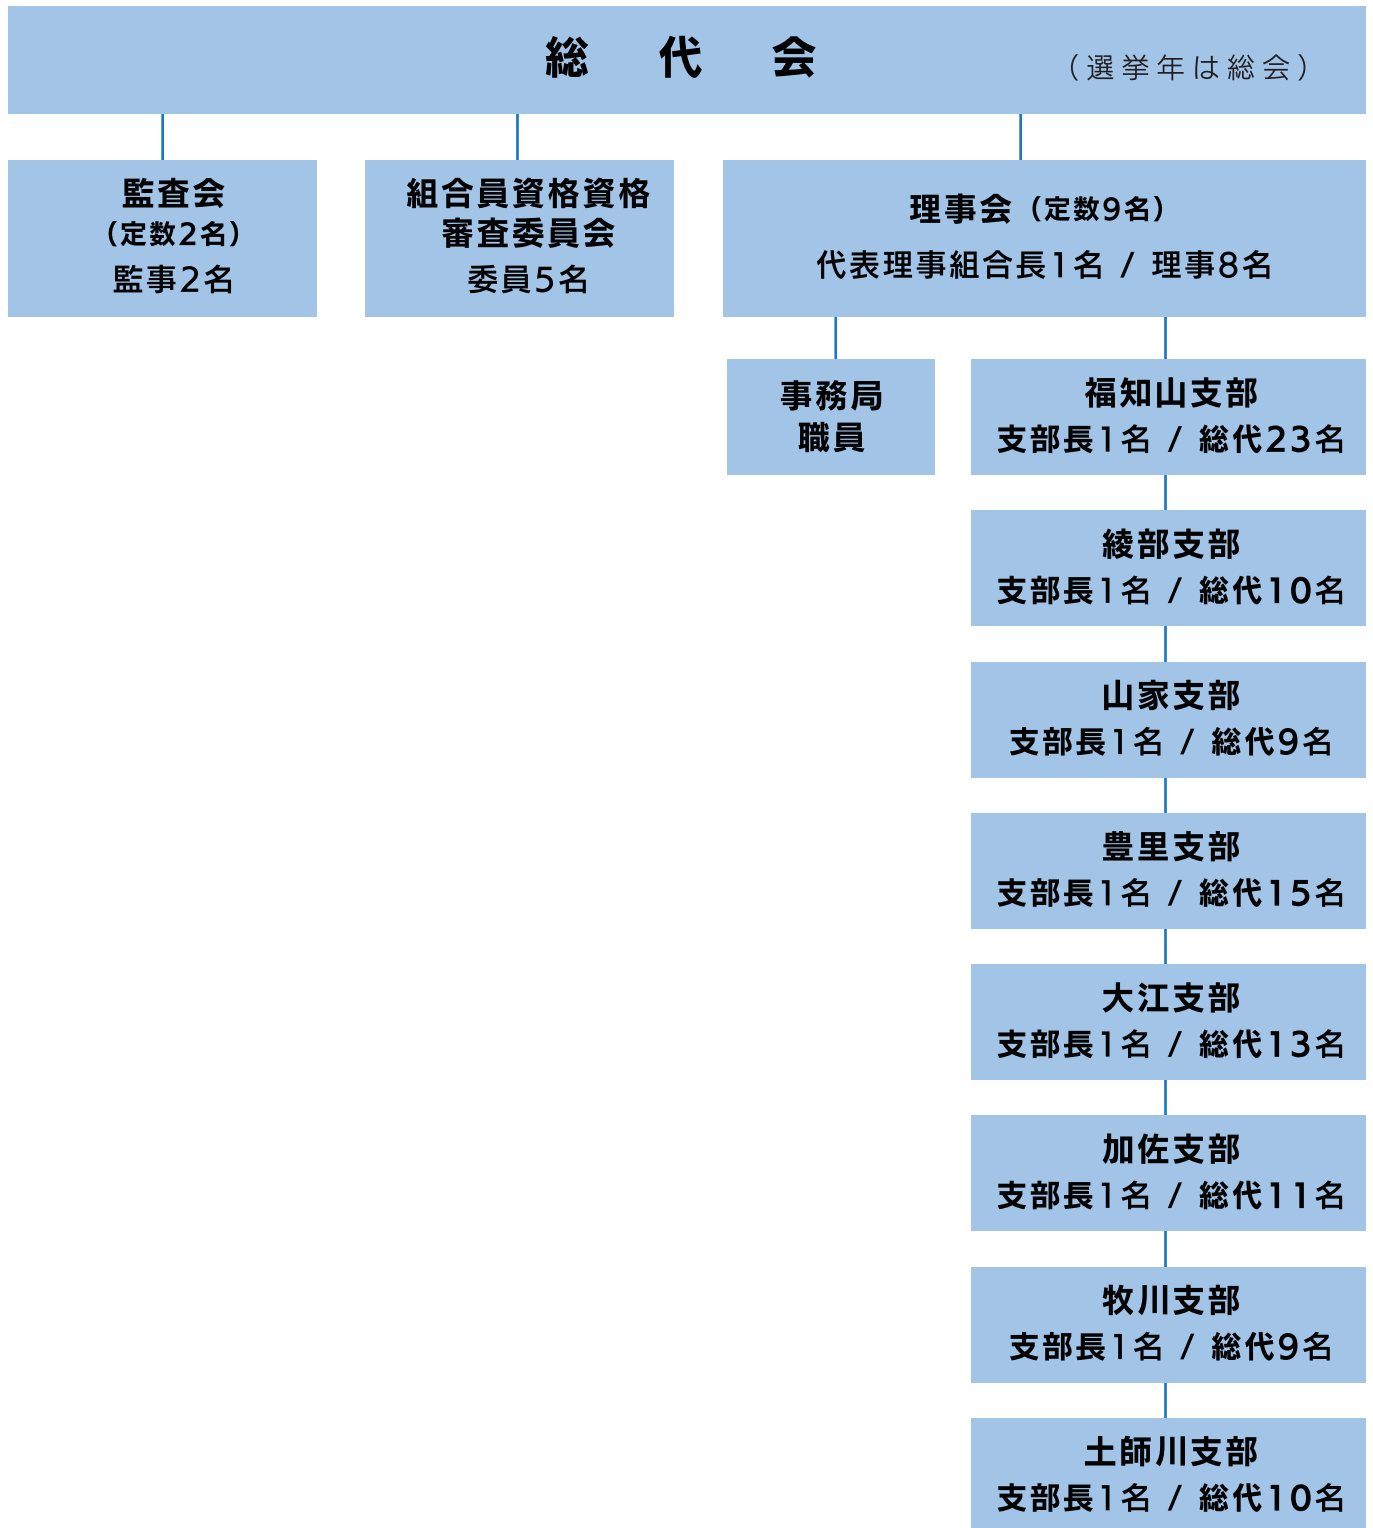 総代会 （選挙年は総会）
監査会
（定数2名）
監事2名
組合員資格資格
審査委員会
委員5名
理事会（定数9名）
代表理事組合長1名 / 理事8名
事務局
職員
福知山支部
支部長1名 / 総代23名
綾部支部
支部長1名 / 総代10名
山家支部
支部長1名 / 総代9名
豊里支部
支部長1名 / 総代15名
大江支部
支部長1名 / 総代13名
加佐支部
支部長1名 / 総代11名
牧川支部
支部長1名 / 総代9名
土師川支部
支部長1名 / 総代10名